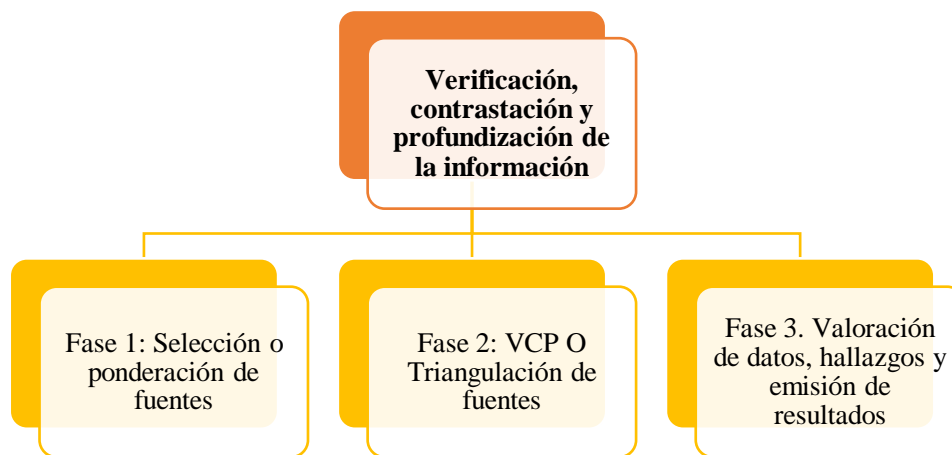 Verificación,
contrastación y
profundización de
la información
Fase 1: Selección o
ponderación de
fuentes
Fase 2: VCP O
Triangulación de
fuentes
Fase 3. Valoración
de datos, hallazgos y
emisión de
resultados